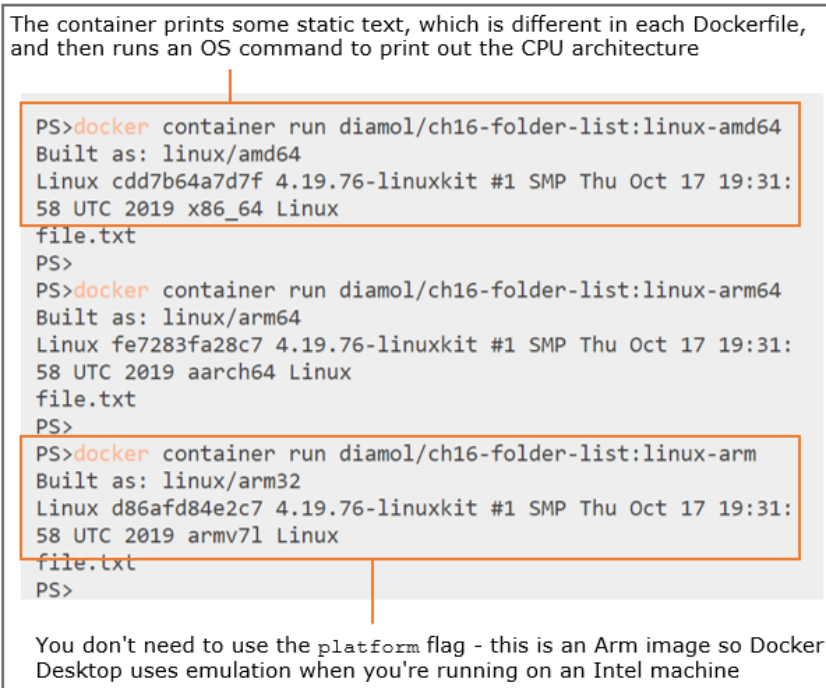 The container prints some static text, which is different in each Dockerfile,
and then runs an OS command to print out the CPU architecture
PS>docker container run diamol/ch16-folder-list:linux-amd64
Built as: linux/amd64
Linux cdd7b64a7d7f 4.19.76-linuxkit #1 SMP Thu Oct 17 19:31:
58 UTC 2019 x86_64 Linux
file.txt
PS>
PS>docker container run diamol/ch16-folder-list:linux-arm64
Built as: linux/arm64
Linux fe7283fa28c7 4.19.76-linuxkit #1 SMP Thu Oct 17 19:31:
58 UTC 2019 aarch64 Linux
file.txt
PS>
PS>docker container run diamol/ch16-folder-list:linux-arm
Built as: linux/arm32
Linux d86afd84e2c7 4.19.76-linuxkit #1 SMP Thu Oct 17 19:31:
58 UTC 2019 armv7l Linux
file.txt
PS>
You don't need to use the platform flag - this is an Arm image so Docker
Desktop uses emulation when you're running on an Intel machine